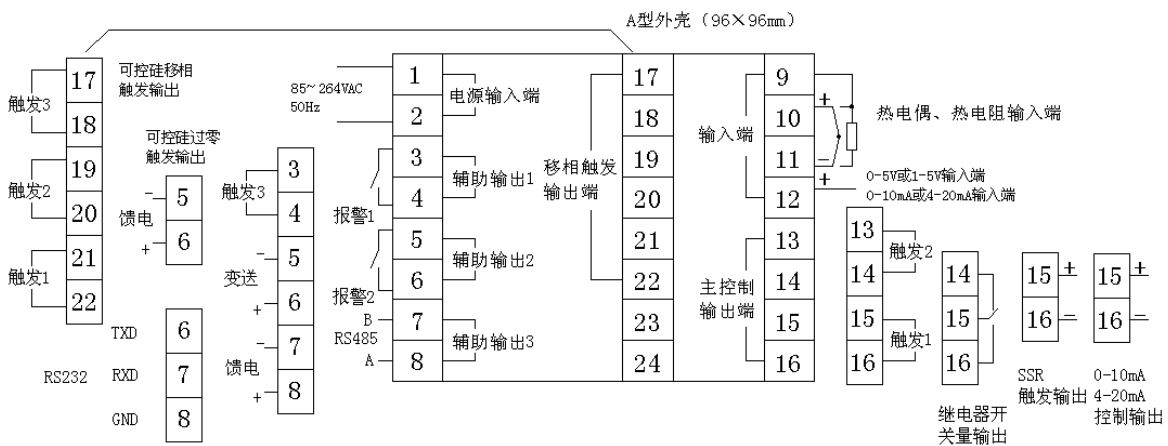 A型外壳（96×96mm）
17
18
19
20
21
22
触发3
触发2
触发1
可控硅移相
触发输出
可控硅过零
触发输出
－
5
馈电
＋
6
TXD
6
RS232
RXD
7
GND
8
触发3
3
4
－
5
变送
＋
6
－
7
馈电
＋
8
85~264VAC
50Hz
报警1
报警2
B
RS485
A
1
2
3
4
5
6
7
8
电源输入端
辅助输出1
辅助输出2
辅助输出3
移相触发
输出端
17
18
19
20
21
22
23
24
输入端
主控制
输出端
9
10
11
12
13
14
15
16
＋
－
＋
热电偶、热电阻输入端
0-5V或1-5V输入端
0-10mA或4-20mA输入端
13
14
15
16
触发2
触发1
14
15
16
继电器开
关量输出
15
＋
16
－
SSR
触发输出
15
＋
16
－
0-10mA
4-20mA
控制输出